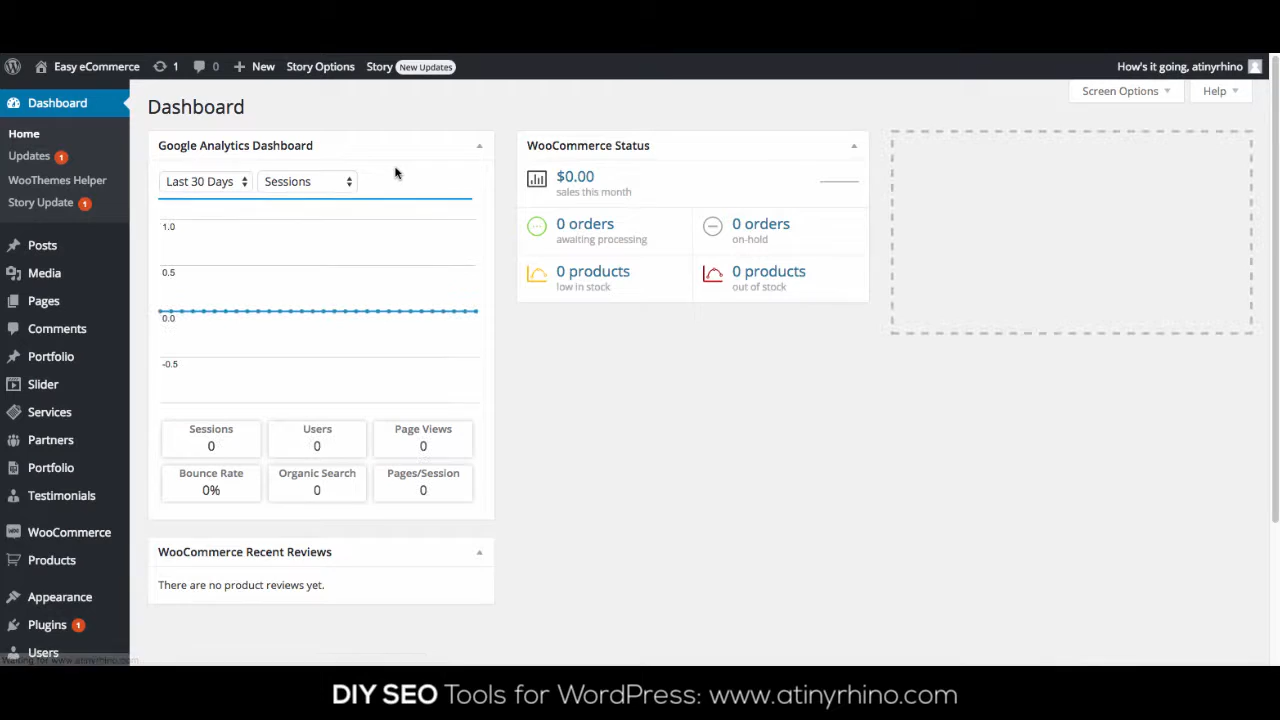 Easy eCommerce 1 0 New Story Options Story New Updates How's it going, atinyrhino
Dashboard
Home
Updates 1
WooThemes Helper
Story Update 1
Posts
Media
Pages
Comments
Portfolio
Slider
Services
Partners
Portfolio
Testimonials
WooCommerce
Products
Appearance
Plugins 1
Users
Waiting for www.atinyrhino.com...
Screen Options Help
Dashboard
Google Analytics Dashboard
Last 30 Days Sessions
1.0
0.5
0.0
-0.5
Sessions Users Page Views
0 0 0
Bounce Rate Organic Search Pages/Session
0% 0 0
WooCommerce Recent Reviews
There are no product reviews yet.
WooCommerce Status
$0.00
sales this month
0 orders 0 orders
awaiting processing on-hold
0 products 0 products
low in stock out of stock
DIY SEO Tools for WordPress: www.atinyrhino.com